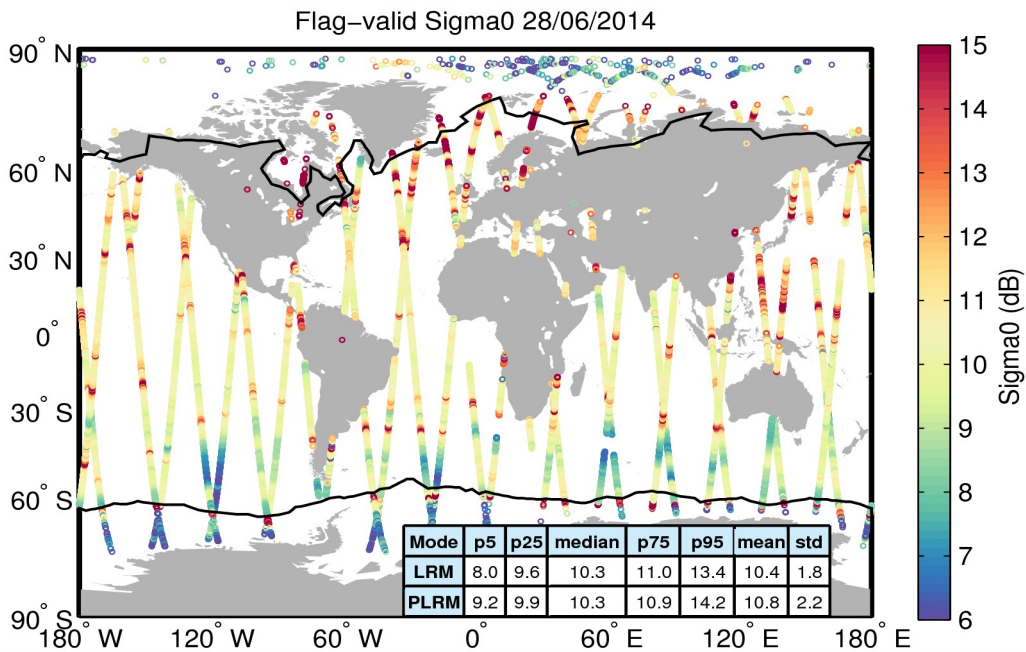 Flag−valid Sigma0 28/06/2014
90° N
60° N
30° N
0°
30° S
60° S
90° S
180° W
120° W
60° W
0°
60° E
120° E
180° E
Mode p5 p25 median p75 p95 mean std
LRM 8.0 9.6 10.3 11.0 13.4 10.4 1.8
PLRM 9.2 9.9 10.3 10.9 14.2 10.8 2.2
15
14
13
12
11
10
9
8
7
6
Sigma0 (dB)